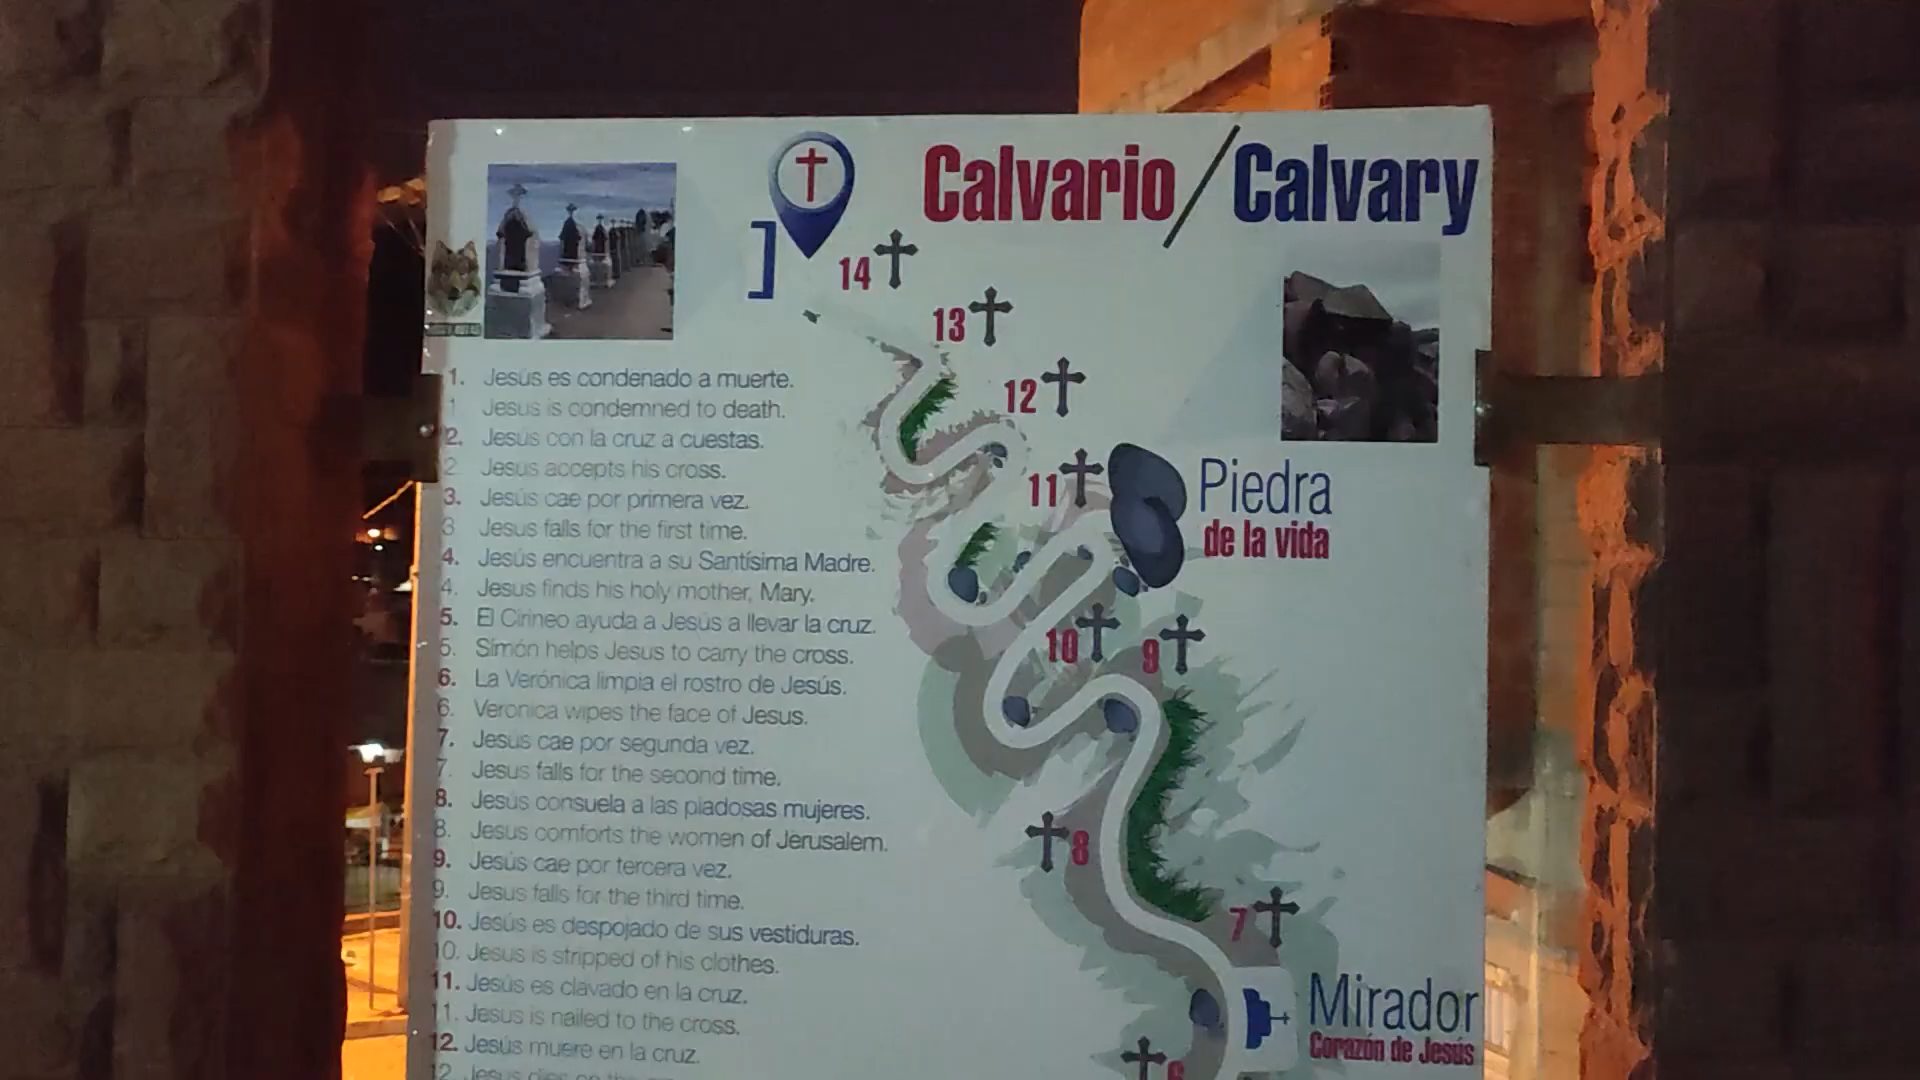 Calvario/Calvary
]
14
13
12
11
Piedra
de la vida
10
9
8
7
Mirador
Corazón de Jesús
6
1. Jesús es condenado a muerte.
1 Jesus is condemned to death.
2. Jesús con la cruz a cuestas.
2. Jesus accepts his cross.
3. Jesús cae por primera vez.
3 Jesus falls for the first time.
4. Jesús encuentra a su Santísima Madre.
4. Jesus finds his holy mother, Mary.
5. El Cirineo ayuda a Jesús a llevar la cruz.
5. Simón helps Jesus to carry the cross.
6. La Verónica limpia el rostro de Jesús.
6. Veronica wipes the face of Jesus.
7. Jesús cae por segunda vez.
7. Jesus falls for the second time.
8. Jesús consuela a las piadosas mujeres.
8. Jesus comforts the women of Jerusalem.
9. Jesús cae por tercera vez.
9. Jesus falls for the third time.
10. Jesús es despojado de sus vestiduras.
10. Jesus is stripped of his clothes.
11. Jesús es clavado en la cruz.
11. Jesus is nailed to the cross.
12. Jesús muere en la cruz.
12. Jesus dies on the